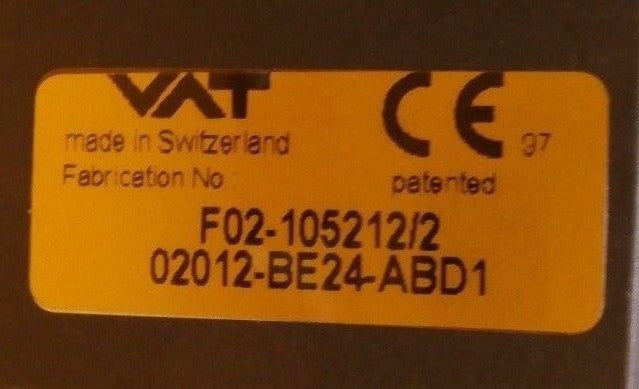 VAT CE
made in Switzerland 97
Fabrication No patented
F02-105212/2
02012-BE24-ABD1